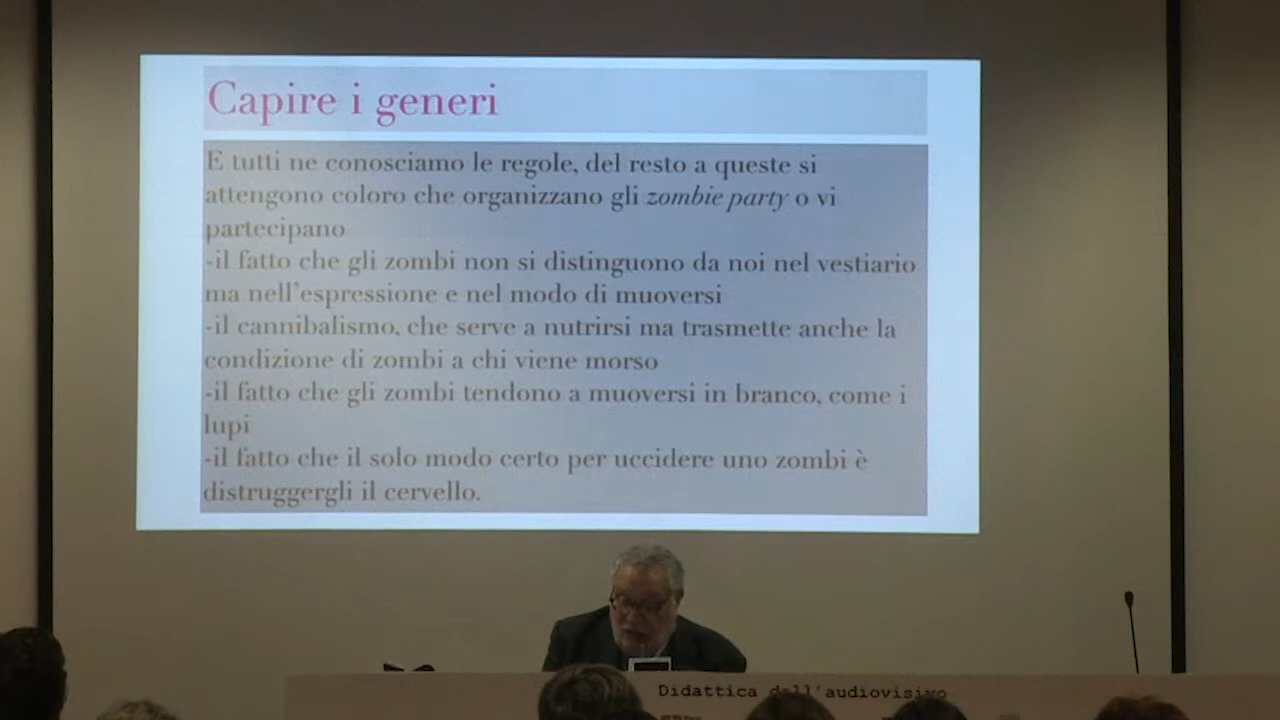 Capire i generi
E tutti ne conosciamo le regole, del resto a queste si
attengono coloro che organizzano gli zombie party o vi
partecipano
-il fatto che gli zombi non si distinguono da noi nel vestiario
ma nell'espressione e nel modo di muoversi
-il cannibalismo, che serve a nutrirsi ma trasmette anche la
condizione di zombi a chi viene morso
-il fatto che gli zombi tendono a muoversi in branco, come i
lupi
-il fatto che il solo modo certo per uccidere uno zombi è
distruggergli il cervello.
Didattica dell'audiovisivo